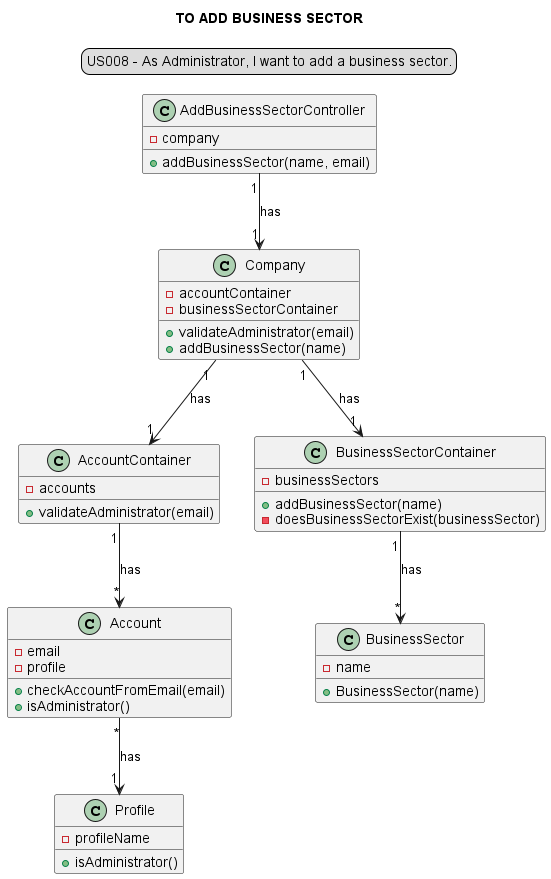 TO ADD BUSINESS SECTOR
US008 - As Administrator, I want to add a business sector.
C AddBusinessSectorController
company
addBusinessSector(name, email)
1
has
1
C Company
accountContainer
businessSectorContainer
validateAdministrator(email)
addBusinessSector(name)
1 1
has has
1 1
C AccountContainer
accounts
validateAdministrator(email)
C BusinessSectorContainer
businessSectors
addBusinessSector(name)
doesBusinessSectorExist(businessSector)
1 1
has has
* *
C Account
email
profile
checkAccountFromEmail(email)
isAdministrator()
C BusinessSector
name
BusinessSector(name)
*
has
1
C Profile
profileName
isAdministrator()